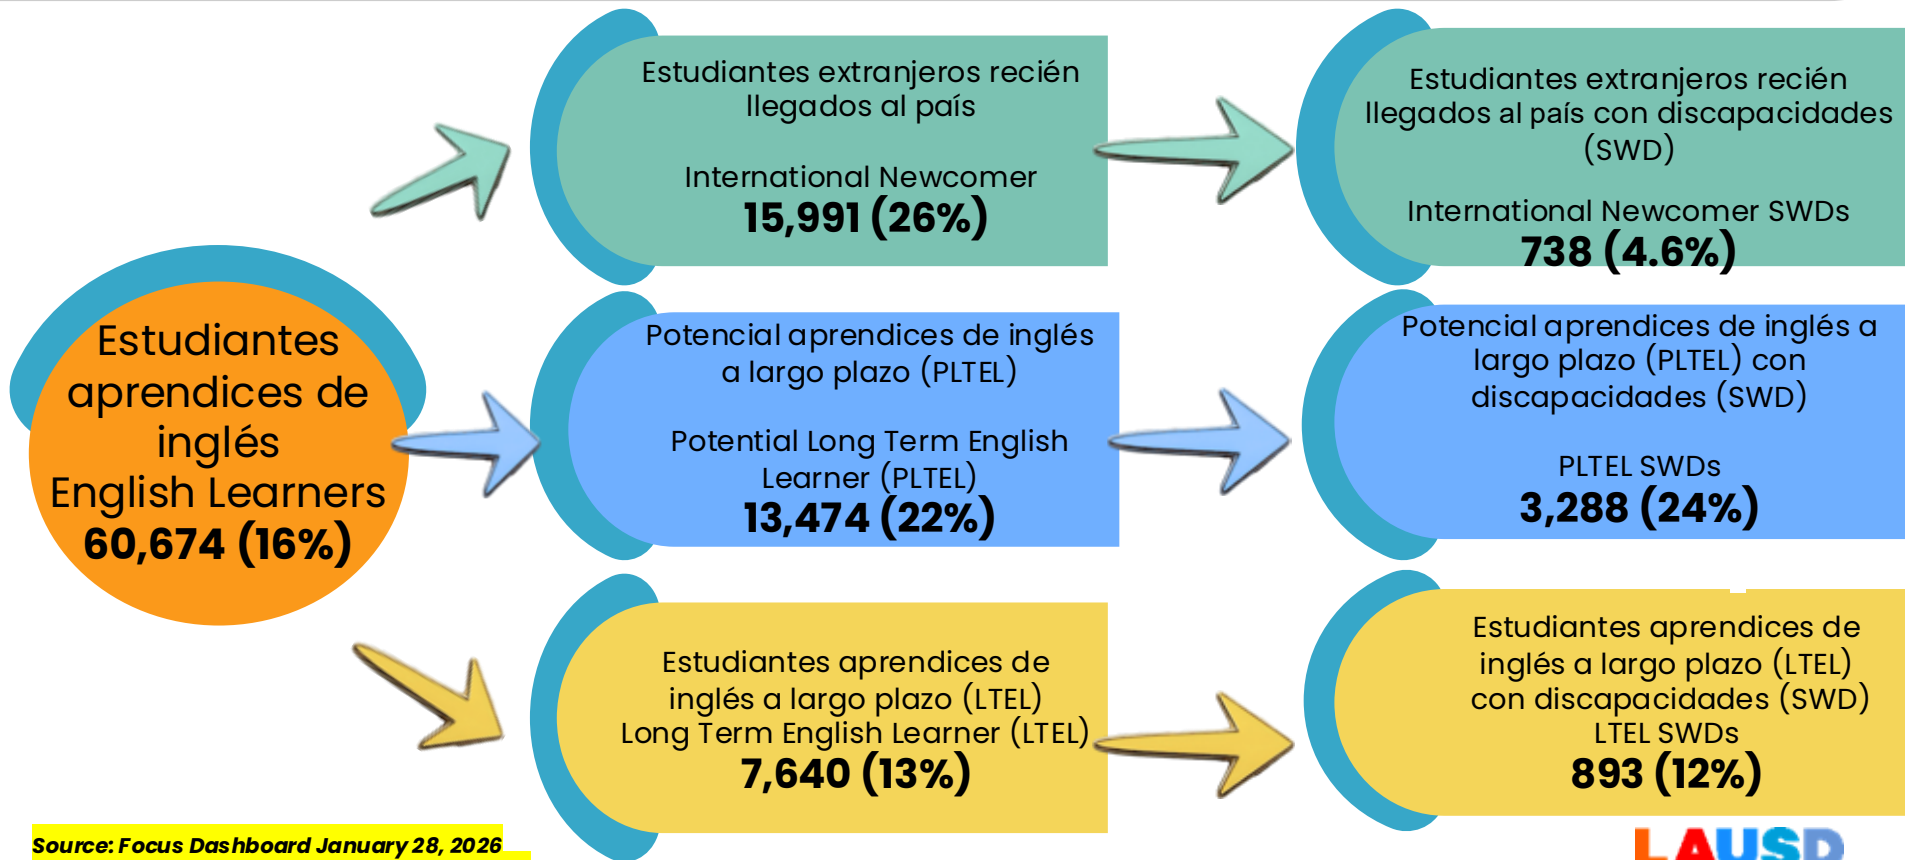 Estudiantes
aprendices de
inglés
English Learners
60,674 (16%)
Estudiantes extranjeros recién
llegados al país
International Newcomer
15,991 (26%)
Estudiantes extranjeros recién
llegados al país con discapacidades
(SWD)
International Newcomer SWDs
738 (4.6%)
Potencial aprendices de inglés
a largo plazo (PLTEL)
Potential Long Term English
Learner (PLTEL)
13,474 (22%)
Potencial aprendices de inglés a
largo plazo (PLTEL) con
discapacidades (SWD)
PLTEL SWDs
3,288 (24%)
Estudiantes aprendices de
inglés a largo plazo (LTEL)
Long Term English Learner (LTEL)
7,640 (13%)
Estudiantes aprendices de
inglés a largo plazo (LTEL)
con discapacidades (SWD)
LTEL SWDs
893 (12%)
Source: Focus Dashboard January 28, 2026
LAUSD